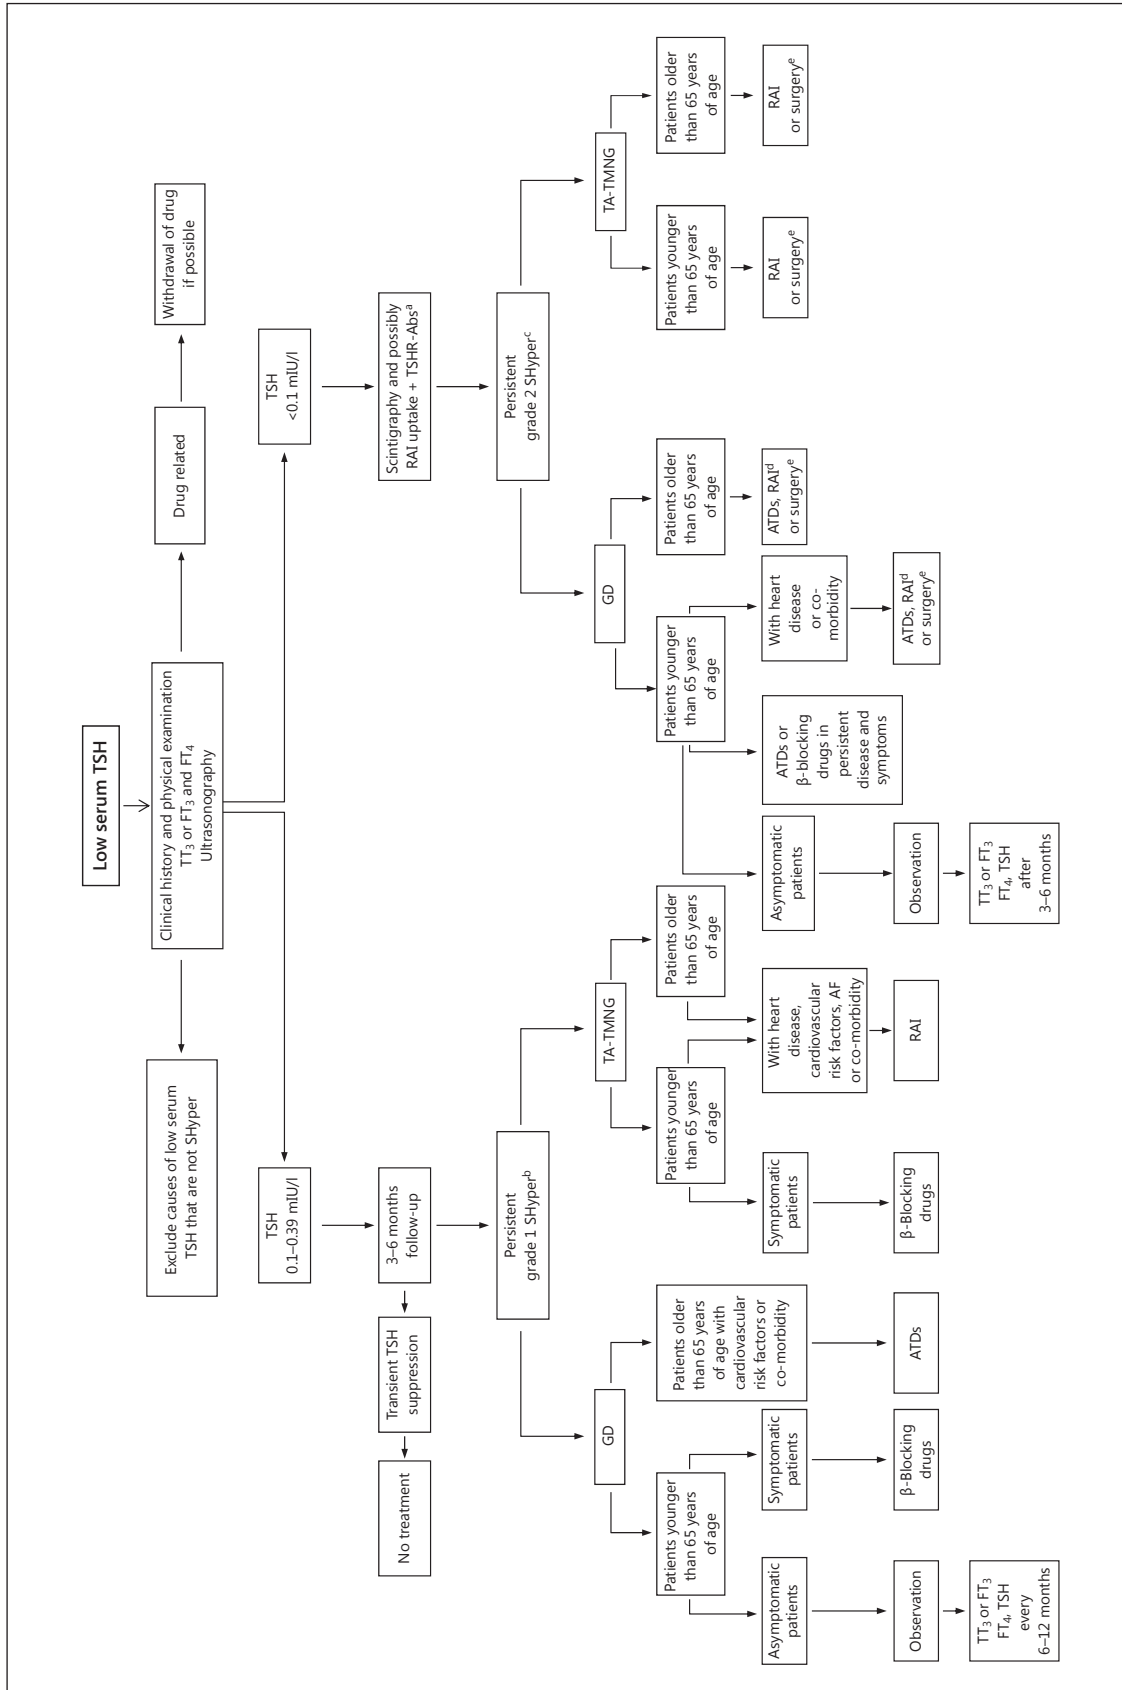 Low serum TSH
Clinical history and physical examination
TT₃ or FT₃ and FT₄
Ultrasonography
Exclude causes of low serum
TSH that are not SHyper
Drug related
Withdrawal of drug
if possible
TSH
0.1–0.39 mIU/l
TSH
<0.1 mIU/l
No treatment
Transient TSH
suppression
3–6 months
follow-up
Scintigraphy and possibly
RAI uptake + TSHR-Absᵃ
Persistent
grade 1 SHyperᵇ
Persistent
grade 2 SHyperᶜ
GD
TA-TMNG
GD
TA-TMNG
Patients younger
than 65 years
of age
Patients older
than 65 years
of age with
cardiovascular
risk factors or
co-morbidity
Patients younger
than 65 years
of age
Patients older
than 65 years
of age
Patients younger
than 65 years
of age
Patients older
than 65 years
of age
Patients younger
than 65 years
of age
Patients older
than 65 years
of age
Asymptomatic
patients
Symptomatic
patients
Symptomatic
patients
With heart
disease,
cardiovascular
risk factors, AF
or co-morbidity
Asymptomatic
patients
ATDs or
β-blocking
drugs in
persistent
disease and
symptoms
With heart
disease
or co-
morbidity
ATDs, RAIᵈ
or surgeryᵉ
RAI
or surgeryᵉ
RAI
or surgeryᵉ
Observation
β-Blocking
drugs
ATDs
β-Blocking
drugs
RAI
Observation
ATDs, RAIᵈ
or surgeryᵉ
TT₃ or FT₃
FT₄, TSH
every
6–12 months
TT₃ or FT₃
FT₄, TSH
after
3–6 months